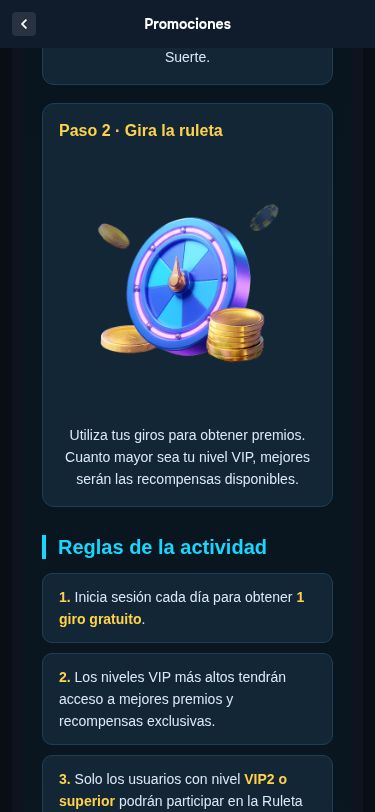 Promociones
Suerte.
Paso 2 · Gira la ruleta
Utiliza tus giros para obtener premios.
Cuanto mayor sea tu nivel VIP, mejores
serán las recompensas disponibles.
Reglas de la actividad
1. Inicia sesión cada día para obtener 1
giro gratuito.
2. Los niveles VIP más altos tendrán
acceso a mejores premios y
recompensas exclusivas.
3. Solo los usuarios con nivel VIP2 o
superior podrán participar en la Ruleta